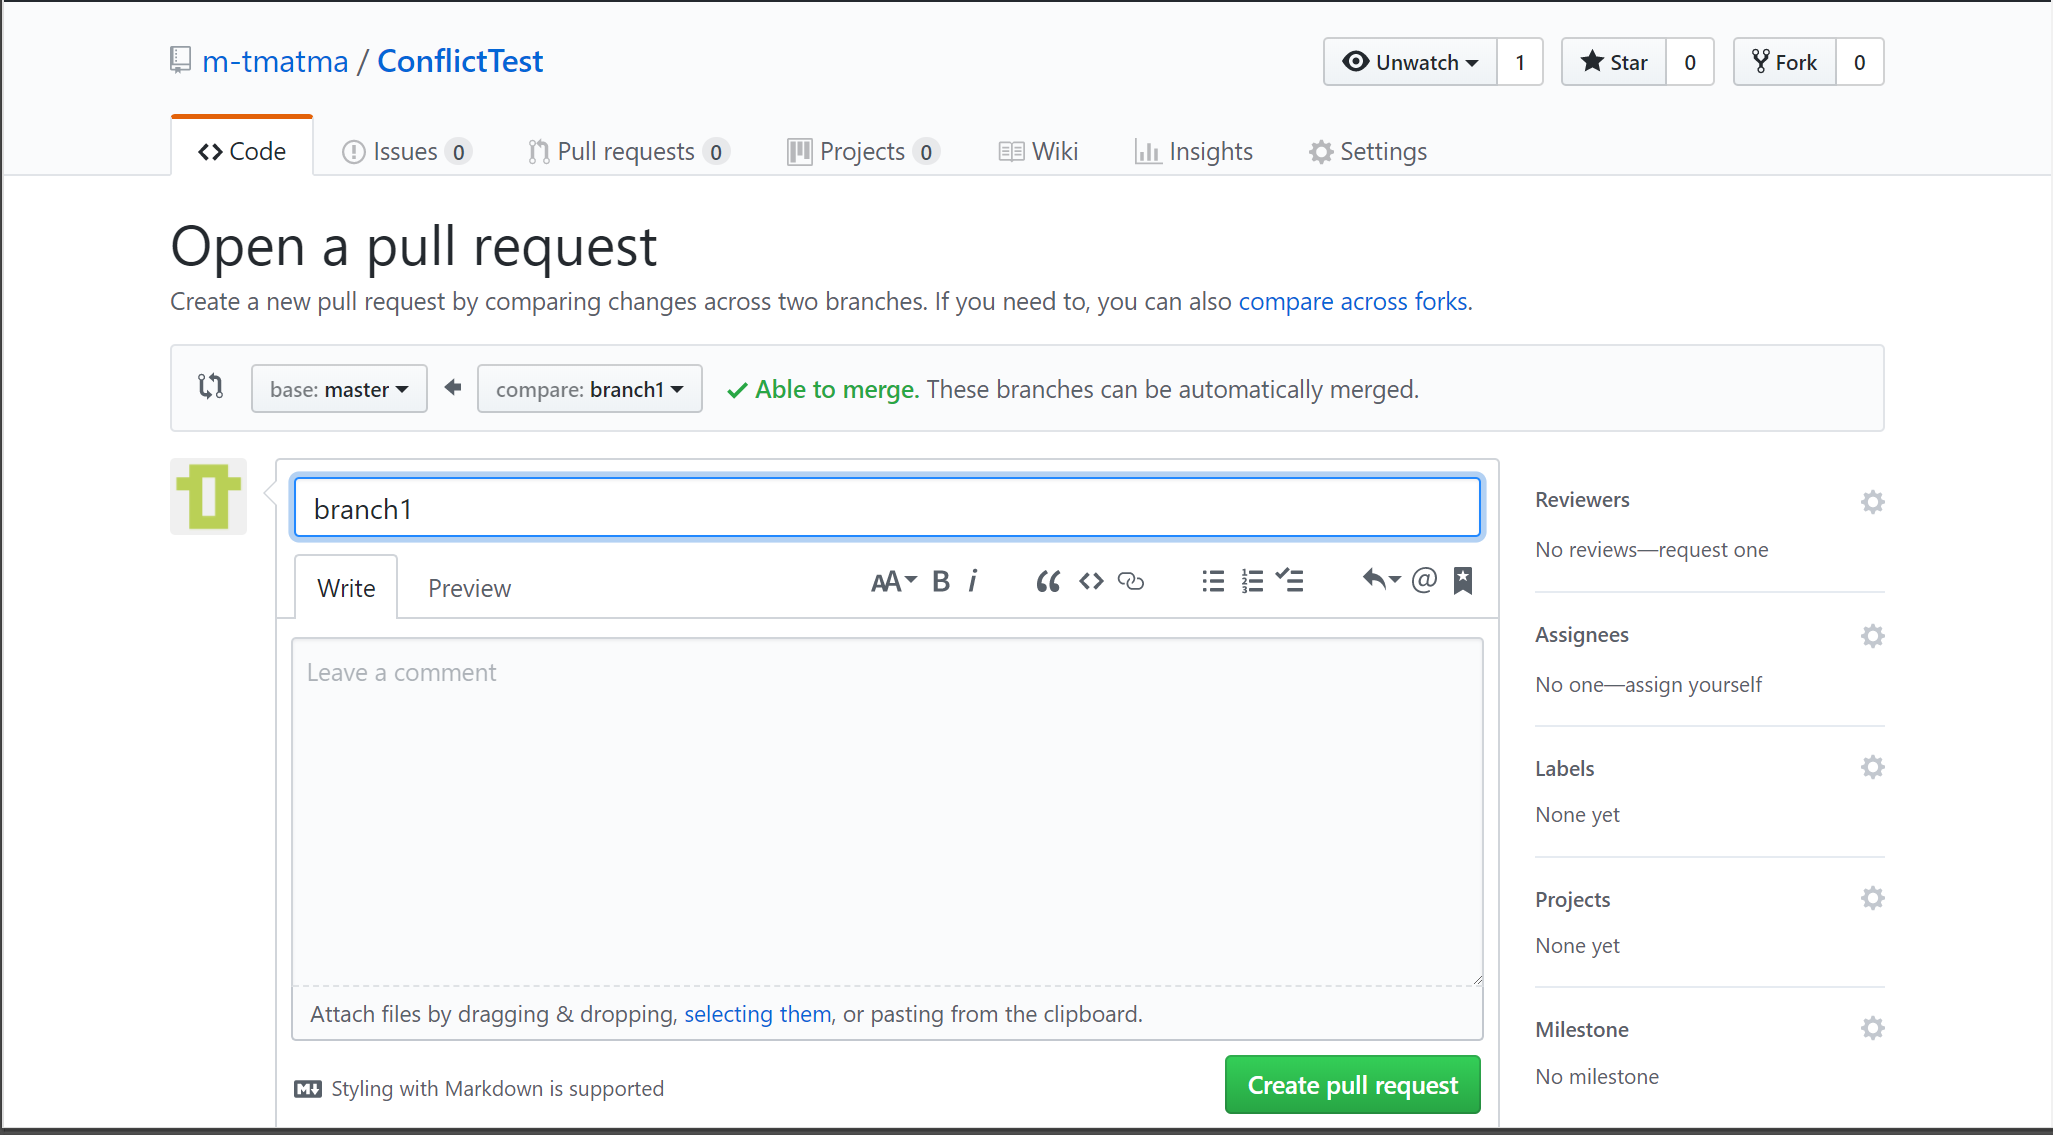 m-tmatma / ConflictTest
Unwatch 1 Star 0 Fork 0
Code Issues 0 Pull requests 0 Projects 0 Wiki Insights Settings
Open a pull request
Create a new pull request by comparing changes across two branches. If you need to, you can also compare across forks.
base: master compare: branch1 Able to merge. These branches can be automatically merged.
branch1
Write Preview AA B i @
Leave a comment
Attach files by dragging & dropping, selecting them, or pasting from the clipboard.
Styling with Markdown is supported
Create pull request
Reviewers
No reviews—request one
Assignees
No one—assign yourself
Labels
None yet
Projects
None yet
Milestone
No milestone